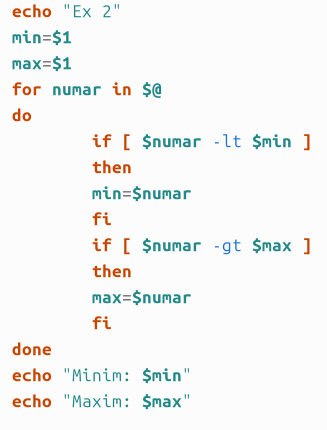 echo "Ex 2"
min=$1
max=$1
for numar in $@
do
        if [ $numar -lt $min ]
        then
        min=$numar
        fi
        if [ $numar -gt $max ]
        then
        max=$numar
        fi
done
echo "Minim: $min"
echo "Maxim: $max"